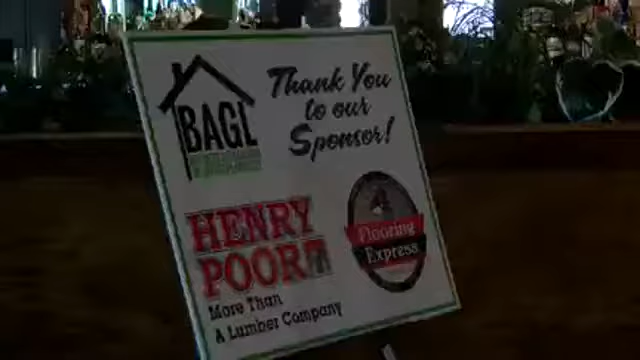 BAGL
Thank You
to our
Sponsor!
HENRY
POOR
More Than
A Lumber Company
Flooring
Express